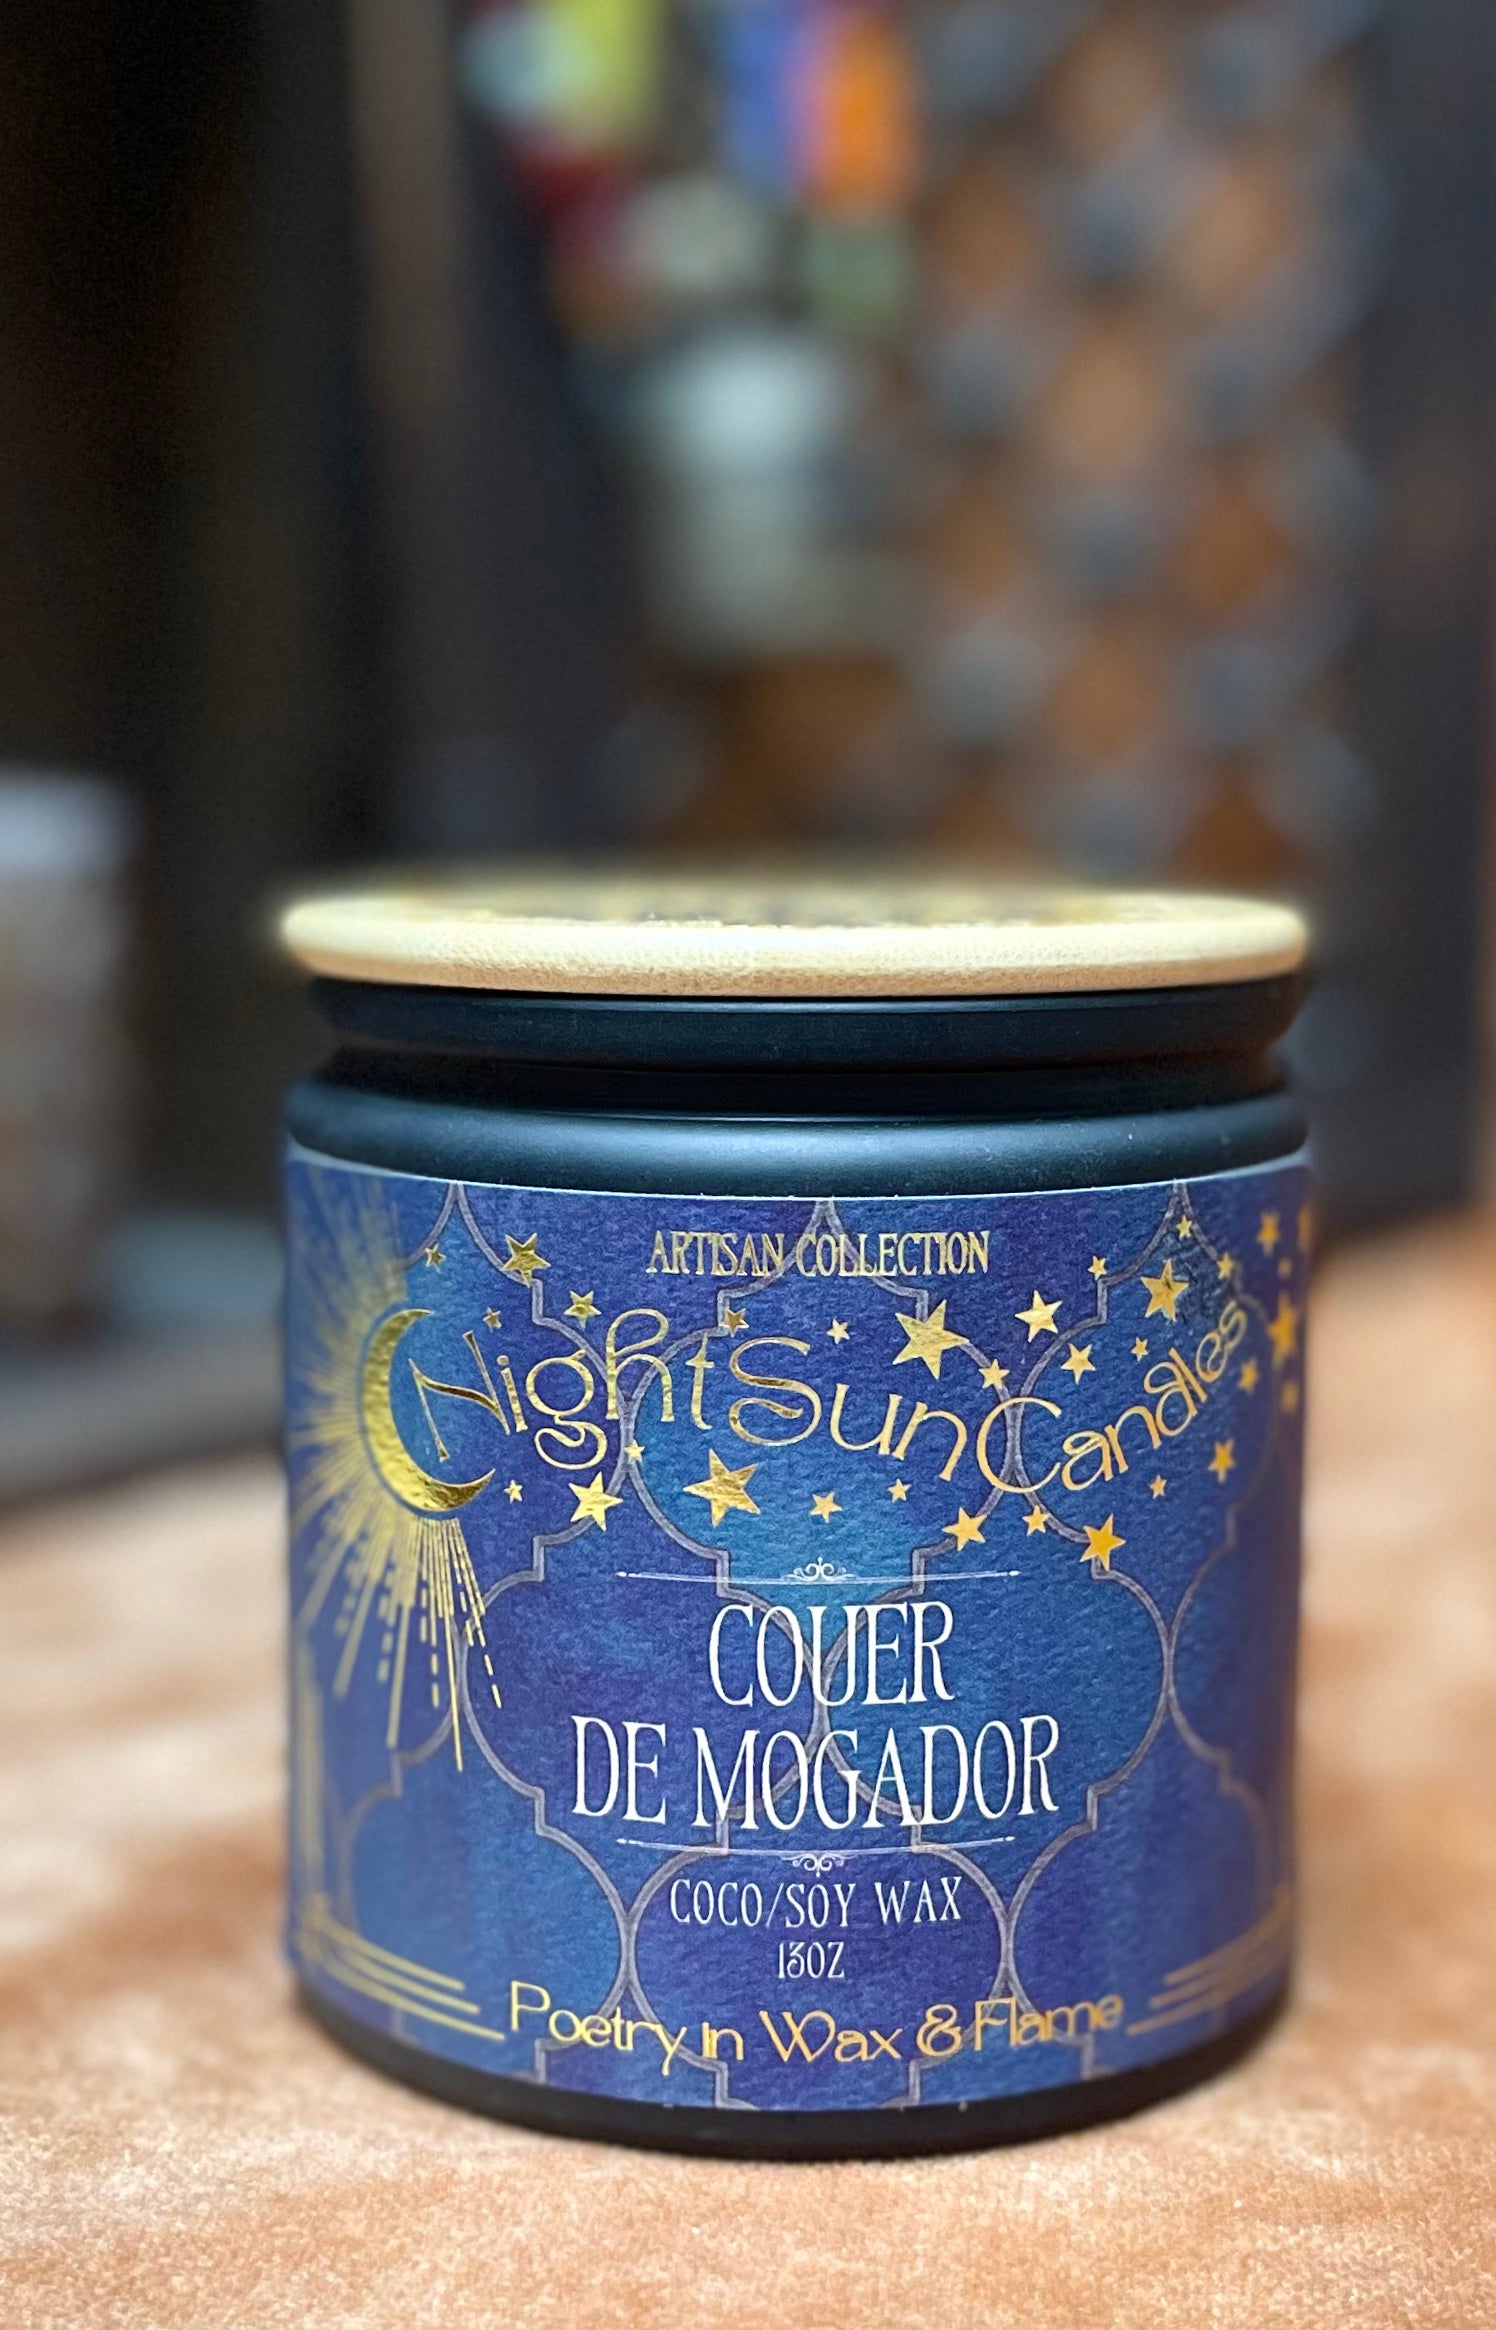 ARTISAN COLLECTION
NightSunCandles
COUER
DE MOGADOR
COCO/SOY WAX
13OZ
Poetry in Wax & Flame